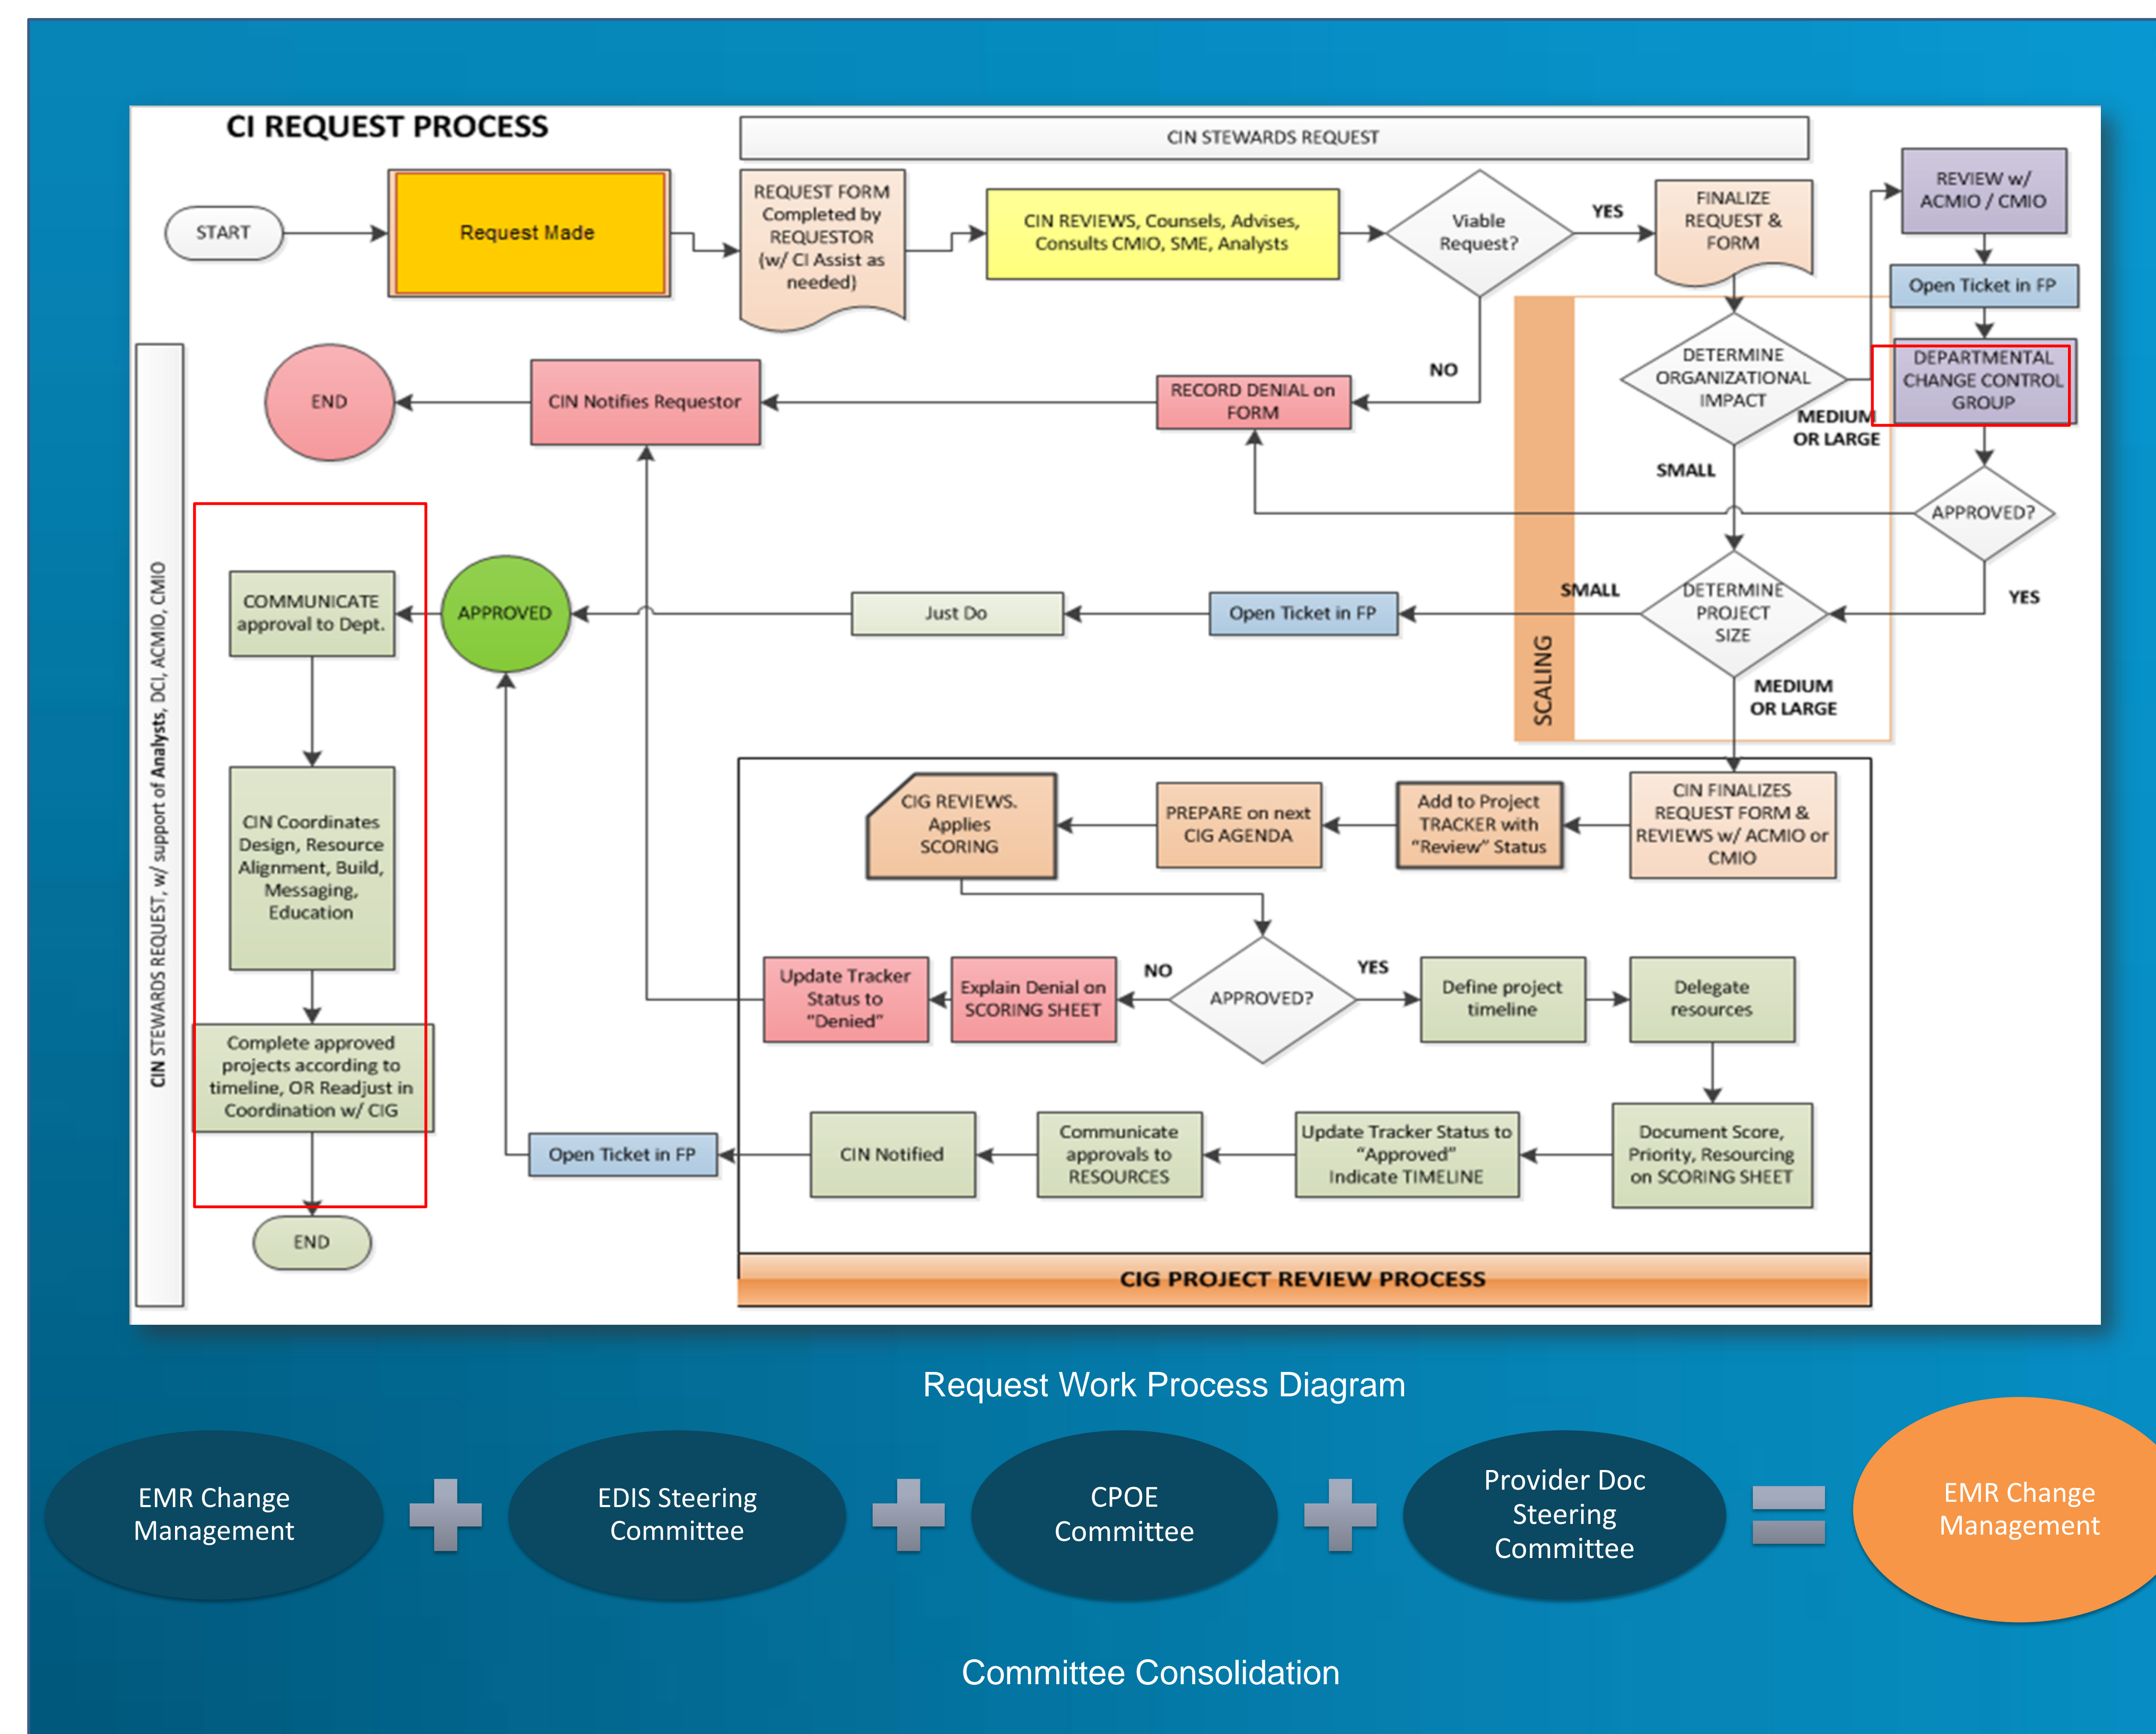 CI REQUEST PROCESS
CIN STEWARDS REQUEST
START
Request Made
REQUEST FORM
Completed by
REQUESTOR
(w/ CI Assist as
needed)
CIN REVIEWS, Counsels, Advises,
Consults CMIO, SME, Analysts
Viable
Request?
YES
FINALIZE
REQUEST &
FORM
REVIEW w/
ACMIO / CMIO
Open Ticket in FP
DEPARTMENTAL
CHANGE CONTROL
GROUP
DETERMINE
ORGANIZATIONAL
IMPACT
MEDIUM
OR LARGE
NO
RECORD DENIAL on
FORM
CIN Notifies Requestor
END
SMALL
APPROVED?
YES
DETERMINE
PROJECT
SIZE
SMALL
Open Ticket in FP
Just Do
APPROVED
COMMUNICATE
approval to Dept.
SCALING
MEDIUM
OR LARGE
CIN STEWARDS REQUEST, w/ support of Analysts, DCI, ACMIO, CMIO
CIN Coordinates
Design, Resource
Alignment, Build,
Messaging,
Education
Complete approved
projects according to
timeline, OR Readjust in
Coordination w/ CIG
END
CIN FINALIZES
REQUEST FORM &
REVIEWS w/ ACMIO or
CMIO
Add to Project
TRACKER with
“Review” Status
PREPARE on next
CIG AGENDA
CIG REVIEWS.
Applies
SCORING
APPROVED?
NO
Explain Denial on
SCORING SHEET
Update Tracker
Status to
“Denied”
YES
Define project
timeline
Delegate
resources
Document Score,
Priority, Resourcing
on SCORING SHEET
Update Tracker Status to
“Approved”
Indicate TIMELINE
Communicate
approvals to
RESOURCES
CIN Notified
Open Ticket in FP
CIG PROJECT REVIEW PROCESS
Request Work Process Diagram
EMR Change
Management
EDIS Steering
Committee
CPOE
Committee
Provider Doc
Steering
Committee
EMR Change
Management
Committee Consolidation